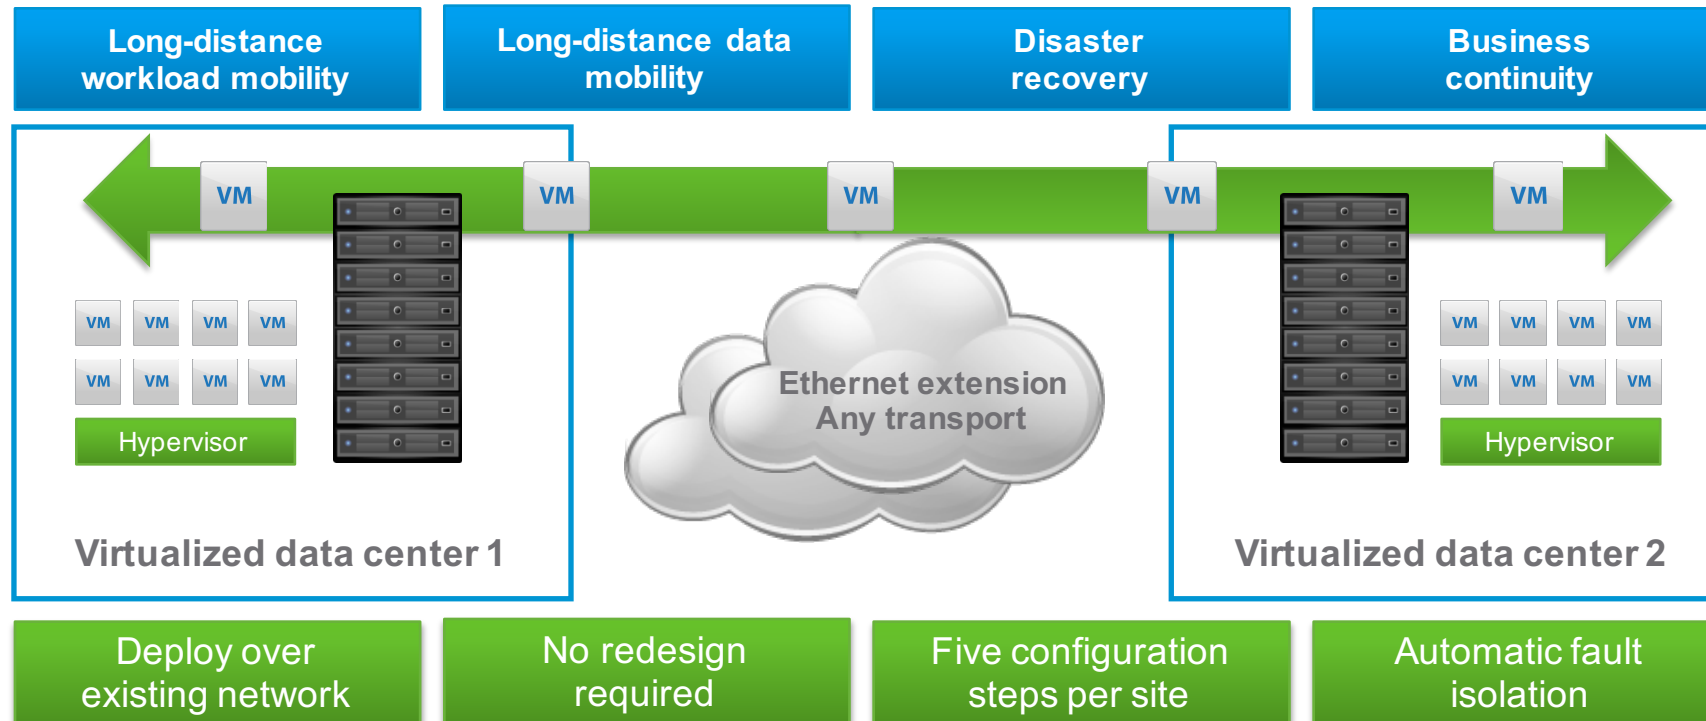 Long-distance
workload mobility
Long-distance data
mobility
Disaster
recovery
Business
continuity
VM
VM
VM
VM
VM
VM VM VM VM
VM VM VM VM
Hypervisor
Virtualized data center 1
Ethernet extension
Any transport
VM VM VM VM
VM VM VM VM
Hypervisor
Virtualized data center 2
Deploy over
existing network
No redesign
required
Five configuration
steps per site
Automatic fault
isolation